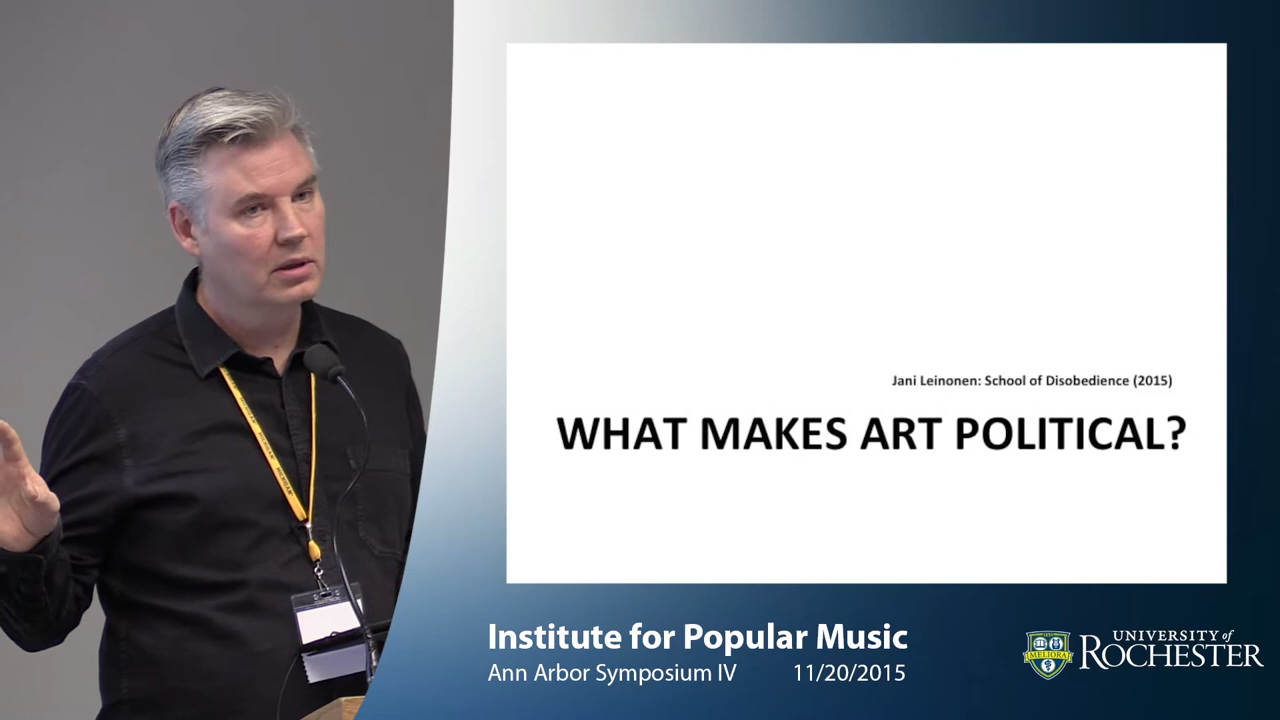 Jani Leinonen: School of Disobedience (2015)
WHAT MAKES ART POLITICAL?
Institute for Popular Music
Ann Arbor Symposium IV 11/20/2015
MELIORA
UNIVERSITY of
ROCHESTER